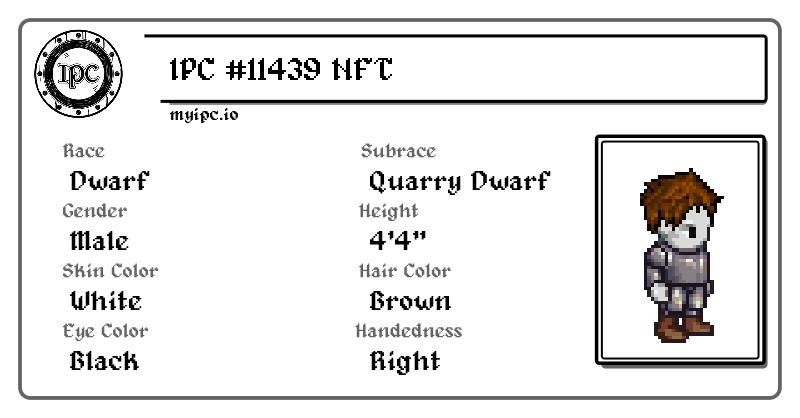 IPC
IPC #11439 NFT
myipc.io
Race
Subrace
Dwarf
Quarry Dwarf
Gender
Height
Male
4'4"
Skin Color
Hair Color
White
Brown
Eye Color
Handedness
Black
Right